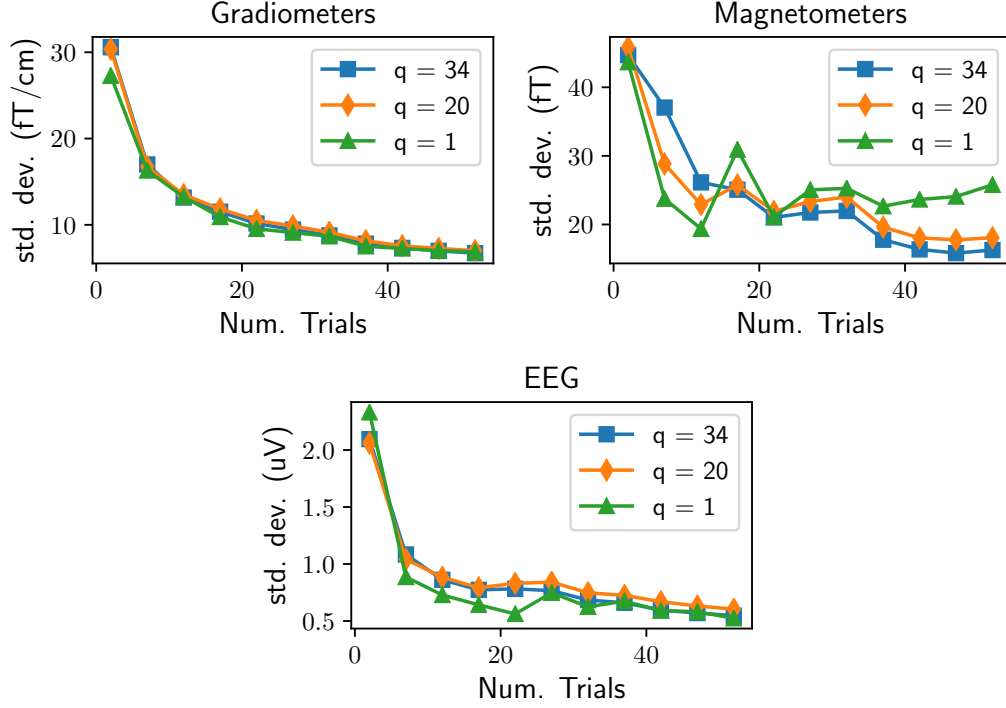 Gradiometers
std. dev. (fT/cm)
30
20
10
q = 34
q = 20
q = 1
0
20
40
Num. Trials
Magnetometers
std. dev. (fT)
40
30
20
q = 34
q = 20
q = 1
0
20
40
Num. Trials
EEG
std. dev. (uV)
2.0
1.5
1.0
0.5
q = 34
q = 20
q = 1
0
20
40
Num. Trials